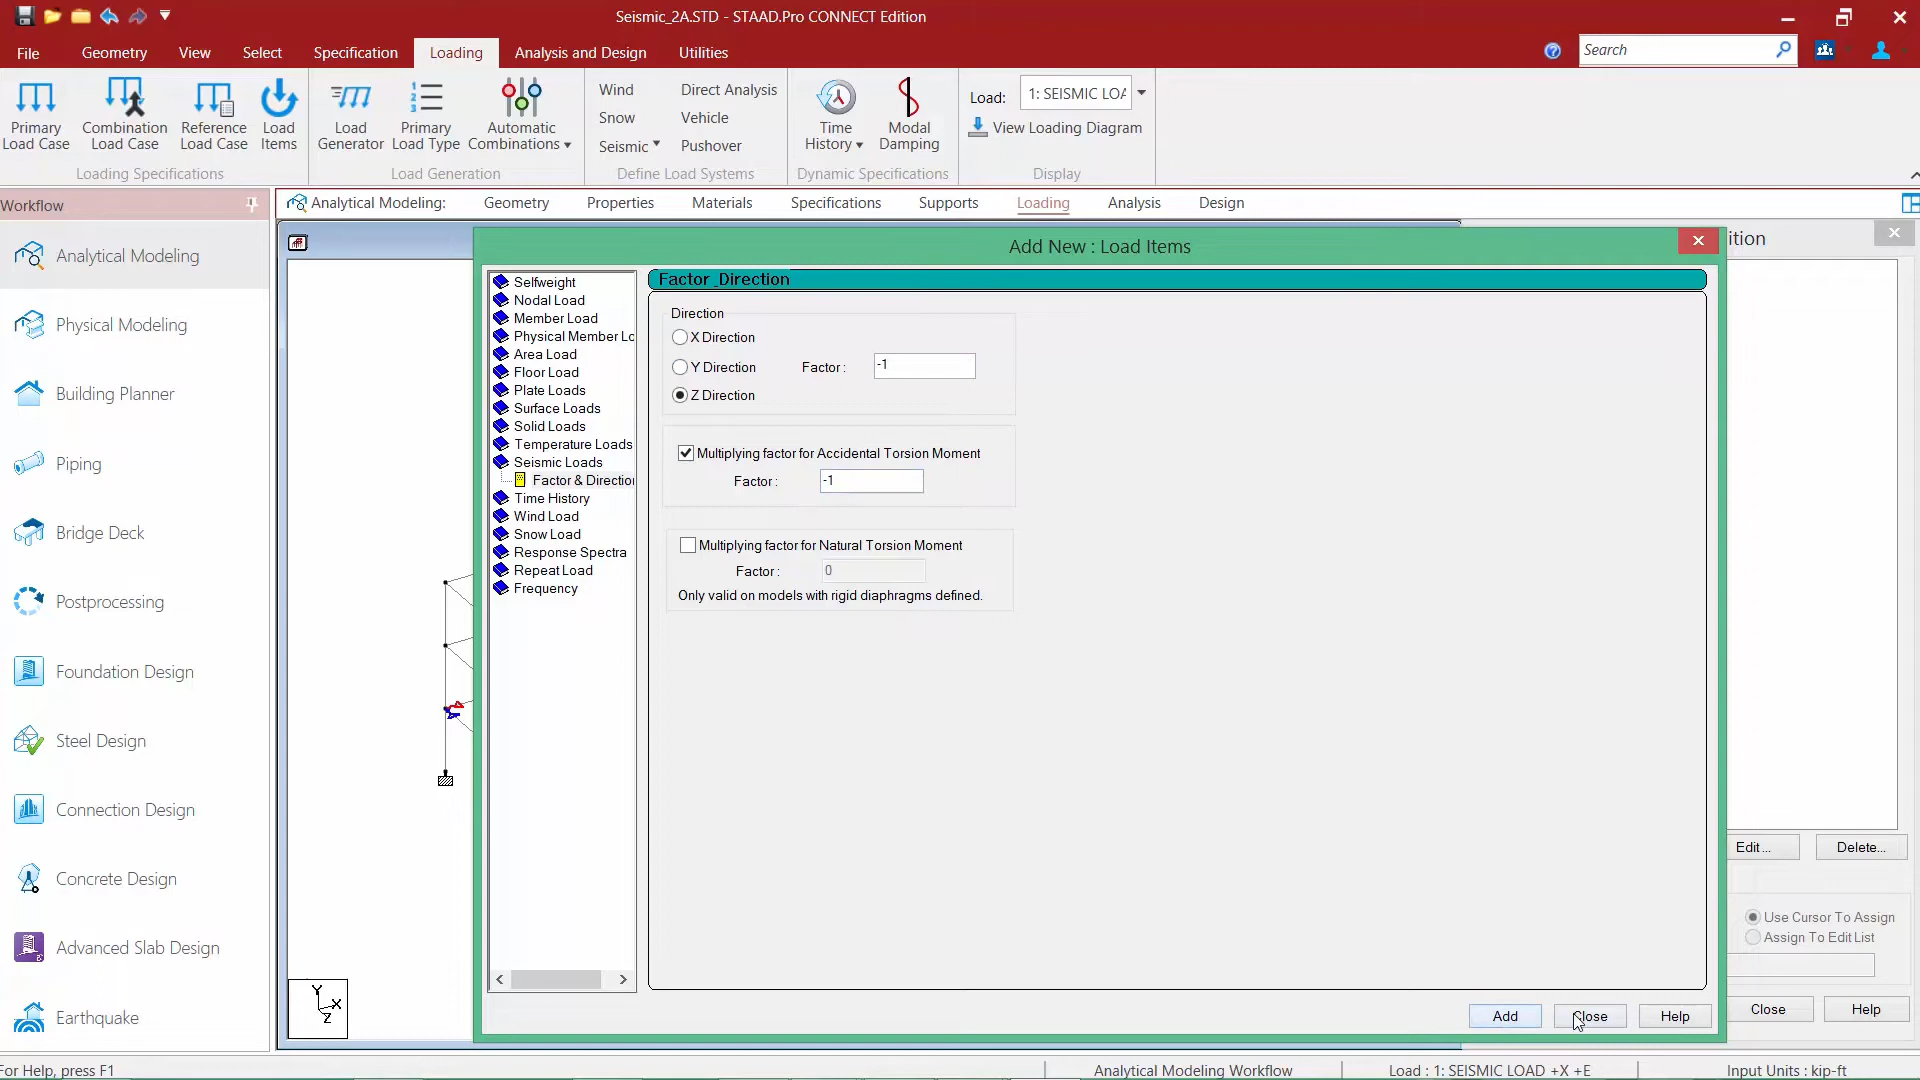 Seismic_2A.STD - STAAD.Pro CONNECT Edition
File Geometry View Select Specification Loading Analysis and Design Utilities
Search
Primary Load Case
Combination Load Case
Reference Load Case
Load Items
Loading Specifications
Load Generator
Primary Load Type
Automatic Combinations
Load Generation
Wind
Snow
Seismic
Direct Analysis
Vehicle
Pushover
Define Load Systems
Time History
Modal Damping
Dynamic Specifications
Load: 1: SEISMIC LOA
View Loading Diagram
Display
Workflow
Analytical Modeling
Physical Modeling
Building Planner
Piping
Bridge Deck
Postprocessing
Foundation Design
Steel Design
Connection Design
Concrete Design
Advanced Slab Design
Earthquake
Analytical Modeling: Geometry Properties Materials Specifications Supports Loading Analysis Design
Add New : Load Items
Selfweight
Nodal Load
Member Load
Physical Member Lo
Area Load
Floor Load
Plate Loads
Surface Loads
Solid Loads
Temperature Loads
Seismic Loads
Factor & Direction
Time History
Wind Load
Snow Load
Response Spectra
Repeat Load
Frequency
Factor _Direction
Direction
X Direction
Y Direction
Factor : -1
Z Direction
Multiplying factor for Accidental Torsion Moment
Factor : -1
Multiplying factor for Natural Torsion Moment
Factor : 0
Only valid on models with rigid diaphragms defined.
Add Close Help
ition
Edit... Delete...
Use Cursor To Assign
Assign To Edit List
Close Help
Y
X
Z
For Help, press F1
Analytical Modeling Workflow
Load : 1: SEISMIC LOAD +X +E
Input Units : kip-ft